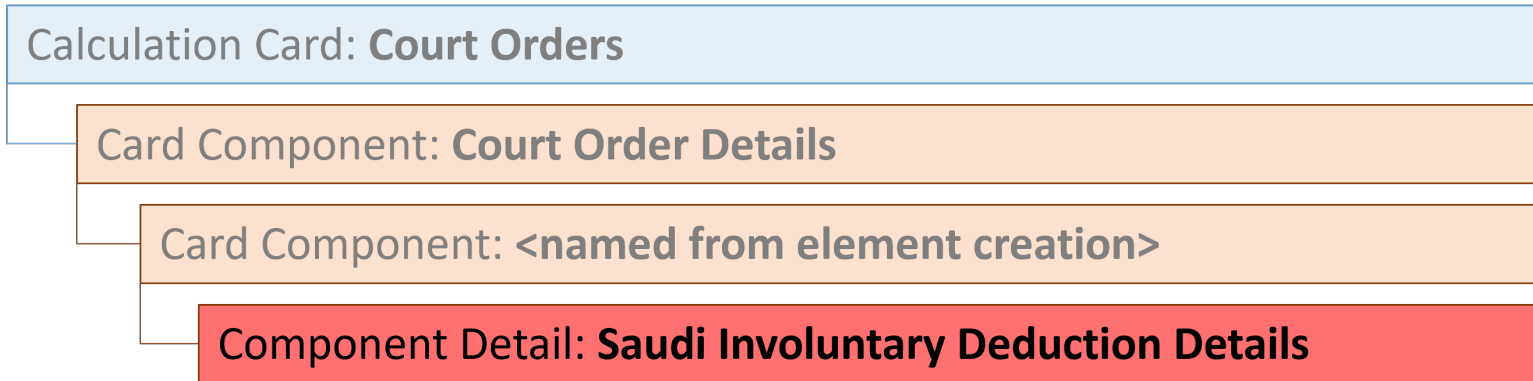 Calculation Card: Court Orders
Card Component: Court Order Details
Card Component: <named from element creation>
Component Detail: Saudi Involuntary Deduction Details